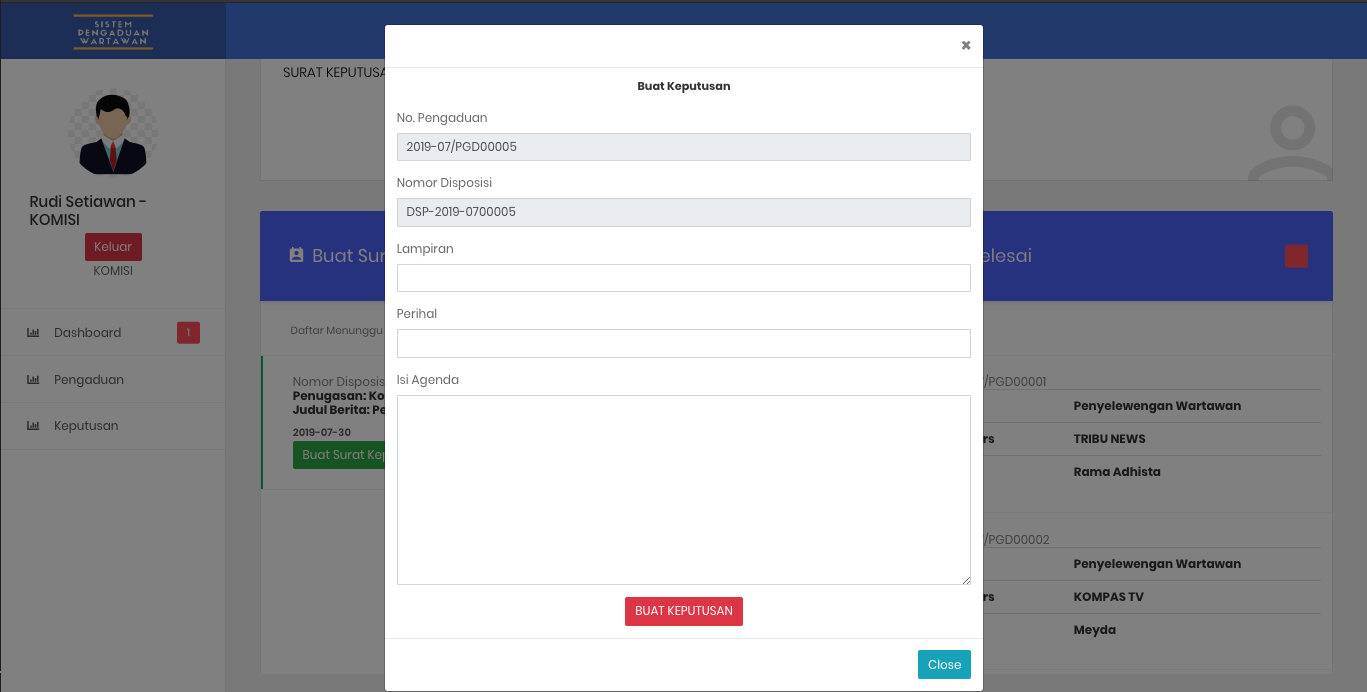 SISTEM
PENGADUAN
WARTAWAN
Rudi Setiawan -
KOMISI
Keluar
KOMISI
Dashboard 1
Pengaduan
Keputusan
SURAT KEPUTUSA
Buat Sur
elesai
Daftar Menunggu
Nomor Disposis
Penugasan: Ko
Judul Berita: Pe
2019-07-30
Buat Surat Kep
×
Buat Keputusan
No. Pengaduan
2019-07/PGD00005
Nomor Disposisi
DSP-2019-0700005
Lampiran
Perihal
Isi Agenda
BUAT KEPUTUSAN
Close
/PGD00001
Penyelewengan Wartawan
rs TRIBU NEWS
Rama Adhista
/PGD00002
Penyelewengan Wartawan
rs KOMPAS TV
Meyda